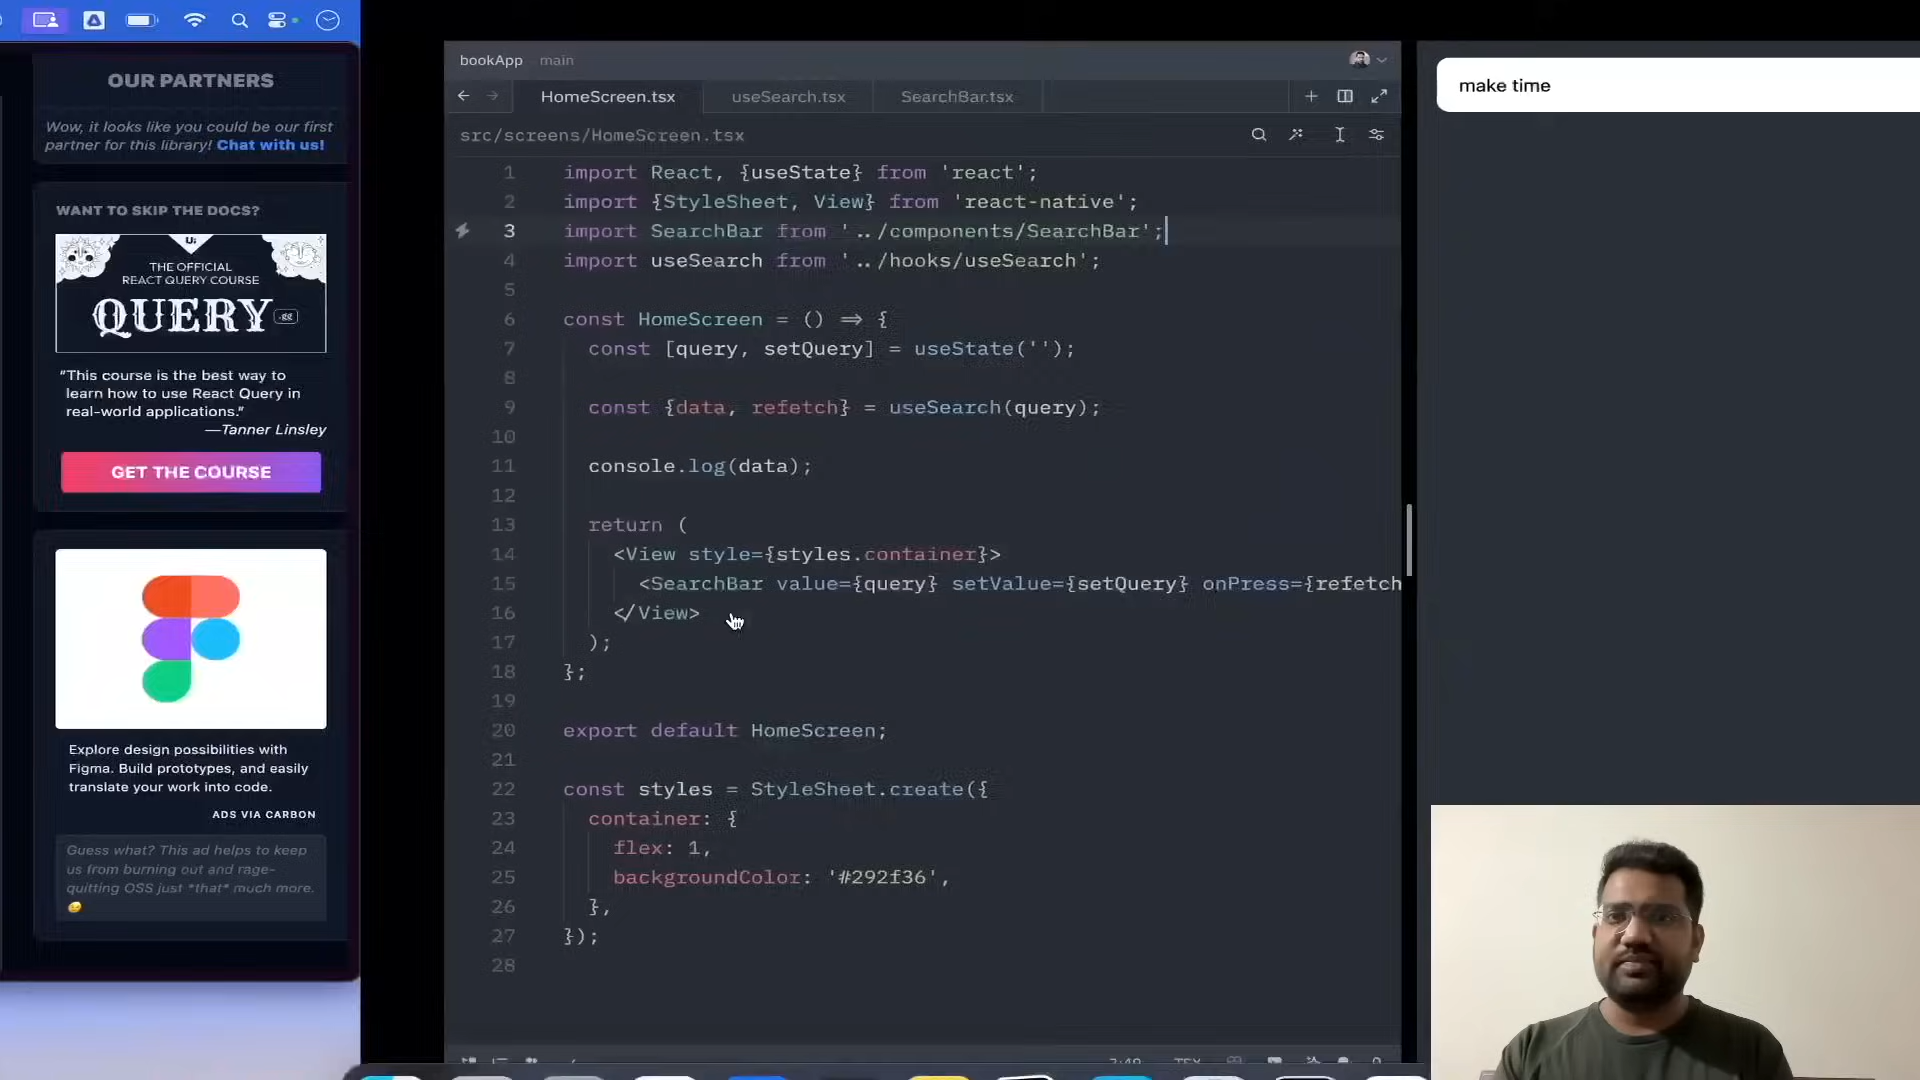 OUR PARTNERS
Wow, it looks like you could be our first
partner for this library! Chat with us!
WANT TO SKIP THE DOCS?
Ui
THE OFFICIAL
REACT QUERY COURSE
QUERY .gg
“This course is the best way to
learn how to use React Query in
real-world applications.”
—Tanner Linsley
GET THE COURSE
Explore design possibilities with
Figma. Build prototypes, and easily
translate your work into code.
ADS VIA CARBON
Guess what? This ad helps to keep
us from burning out and rage-
quitting OSS just *that* much more.
bookApp main
HomeScreen.tsx useSearch.tsx SearchBar.tsx
src/screens/HomeScreen.tsx
1 import React, {useState} from 'react';
2 import {StyleSheet, View} from 'react-native';
3 import SearchBar from '../components/SearchBar';
4 import useSearch from '../hooks/useSearch';
5
6 const HomeScreen = () => {
7 const [query, setQuery] = useState('');
8
9 const {data, refetch} = useSearch(query);
10
11 console.log(data);
12
13 return (
14 <View style={styles.container}>
15 <SearchBar value={query} setValue={setQuery} onPress={refetch
16 </View>
17 );
18 };
19
20 export default HomeScreen;
21
22 const styles = StyleSheet.create({
23 container: {
24 flex: 1,
25 backgroundColor: '#292f36',
26 },
27 });
28
make time